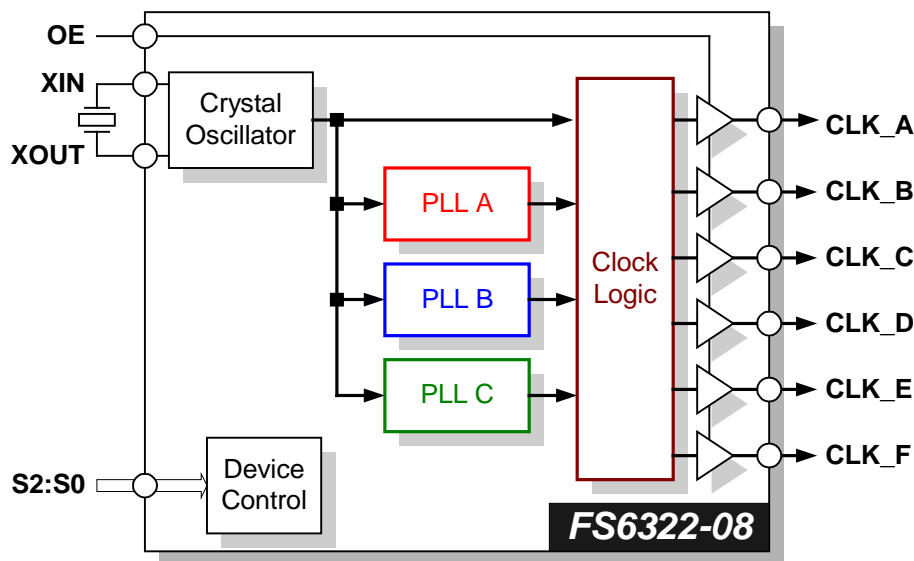 OE
XIN
XOUT
Crystal
Oscillator
PLL A
PLL B
PLL C
Clock
Logic
CLK_A
CLK_B
CLK_C
CLK_D
CLK_E
CLK_F
S2:S0
Device
Control
FS6322-08